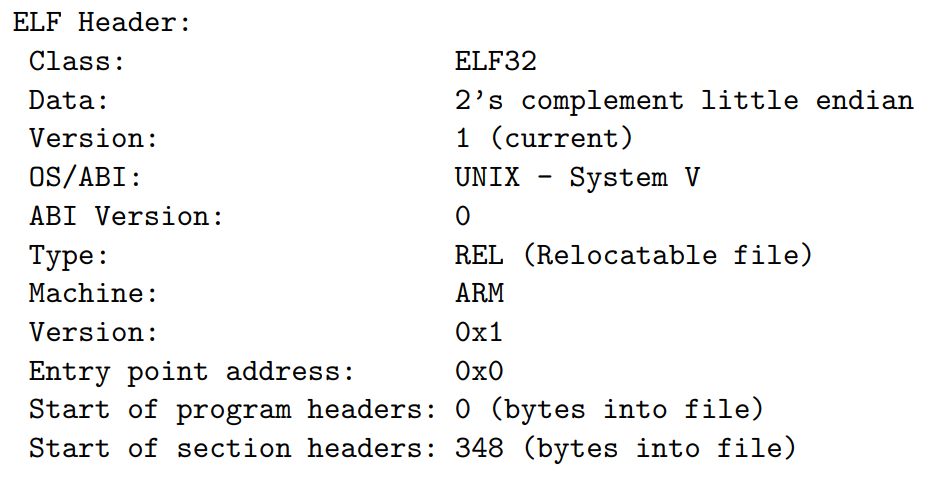 ELF Header:
Class: ELF32
Data: 2's complement little endian
Version: 1 (current)
OS/ABI: UNIX - System V
ABI Version: 0
Type: REL (Relocatable file)
Machine: ARM
Version: 0x1
Entry point address: 0x0
Start of program headers: 0 (bytes into file)
Start of section headers: 348 (bytes into file)